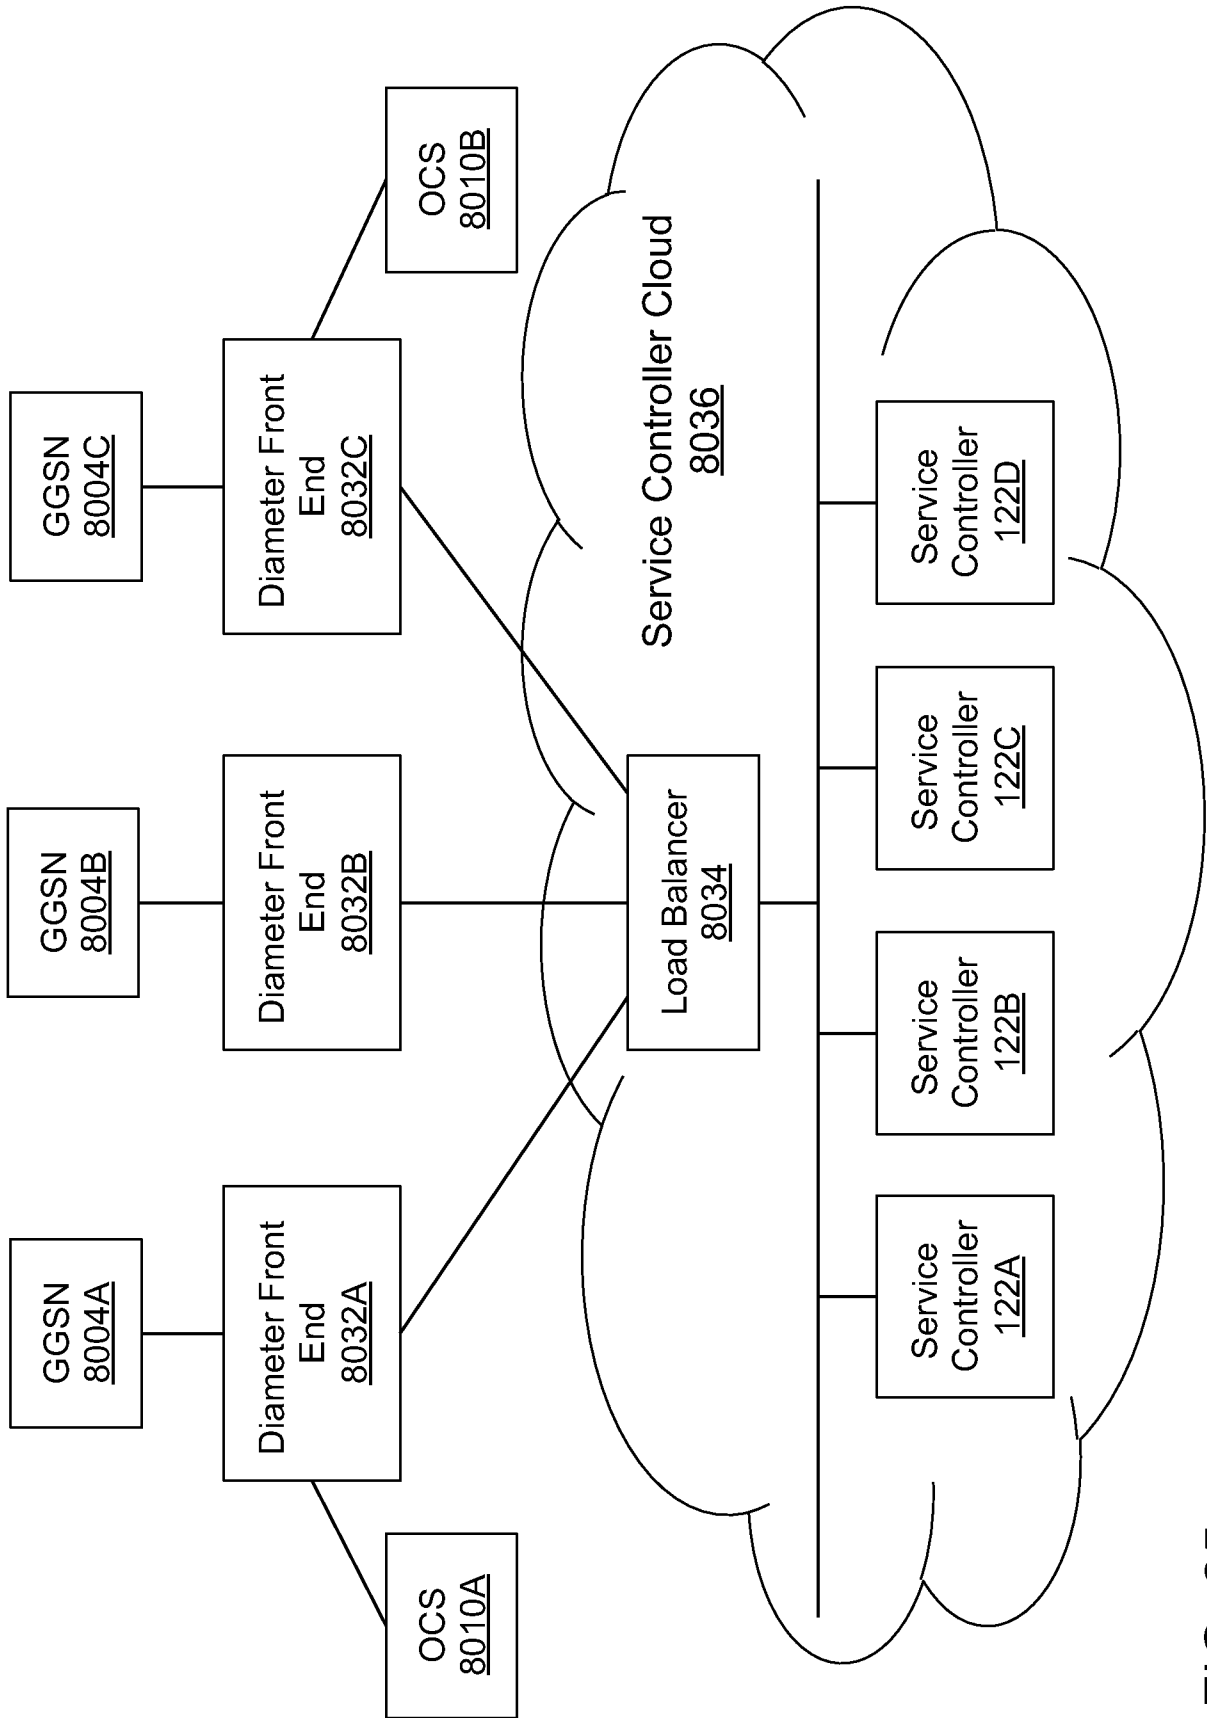 GGSN
8004A
GGSN
8004B
GGSN
8004C
Diameter Front
End
8032A
Diameter Front
End
8032B
Diameter Front
End
8032C
OCS
8010A
OCS
8010B
Service Controller Cloud
8036
Load Balancer
8034
Service
Controller
122A
Service
Controller
122B
Service
Controller
122C
Service
Controller
122D